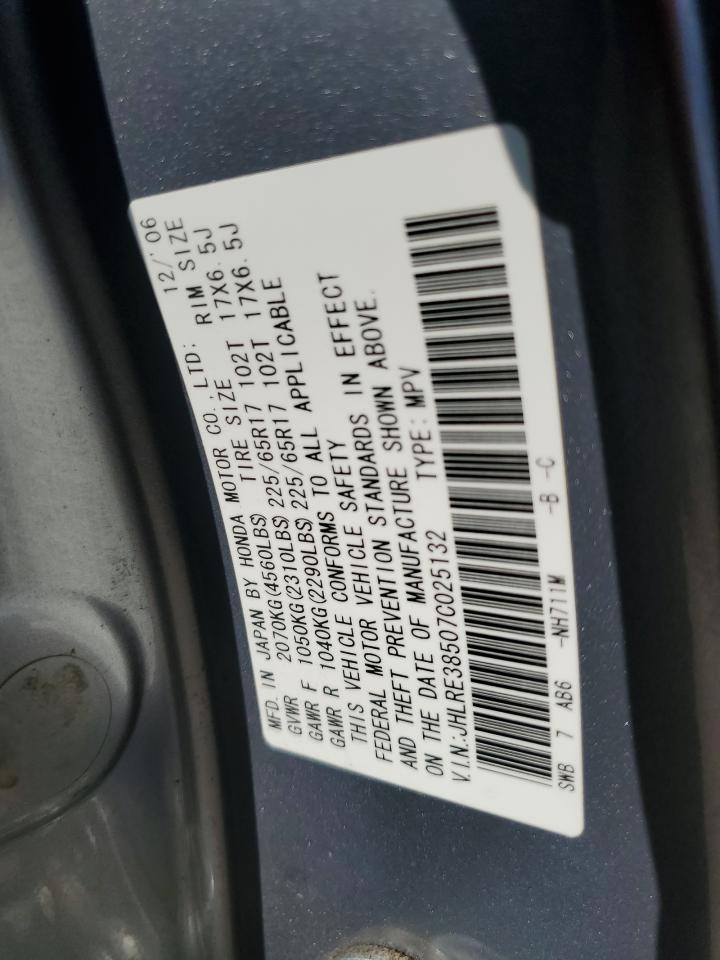 MFD. IN JAPAN BY HONDA MOTOR CO., LTD: 12/'06
GVWR 2070KG(4560LBS) TIRE SIZE RIM SIZE
GAWR F 1050KG(2310LBS) 225/65R17 102T 17X6.5J
GAWR R 1040KG(2290LBS) 225/65R17 102T 17X6.5J
THIS VEHICLE CONFORMS TO ALL APPLICABLE
FEDERAL MOTOR VEHICLE SAFETY
AND THEFT PREVENTION STANDARDS IN EFFECT
ON THE DATE OF MANUFACTURE SHOWN ABOVE.
V.I.N.:JHLRE38507C025132 TYPE: MPV
SWB 7 AB6 -NH711M -B -C